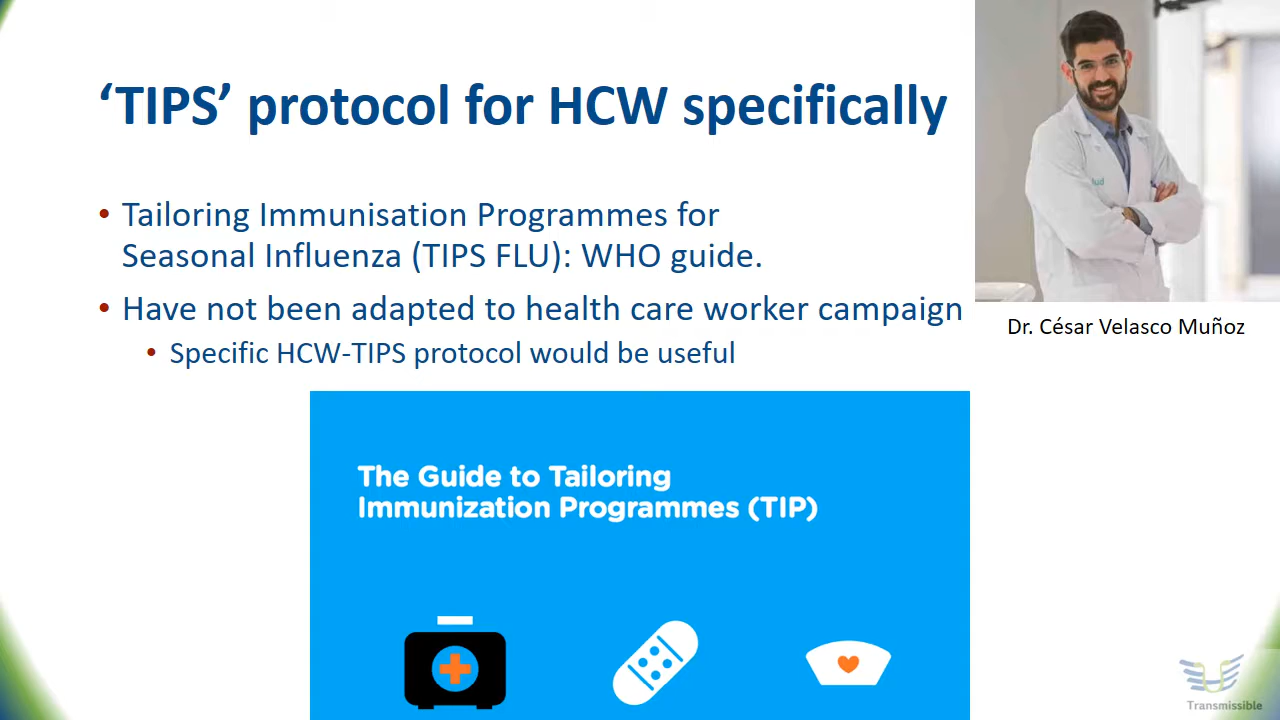 ‘TIPS’ protocol for HCW specifically
• Tailoring Immunisation Programmes for
Seasonal Influenza (TIPS FLU): WHO guide.
• Have not been adapted to health care worker campaign
• Specific HCW-TIPS protocol would be useful
The Guide to Tailoring
Immunization Programmes (TIP)
lud
Dr. César Velasco Muñoz
Transmissible